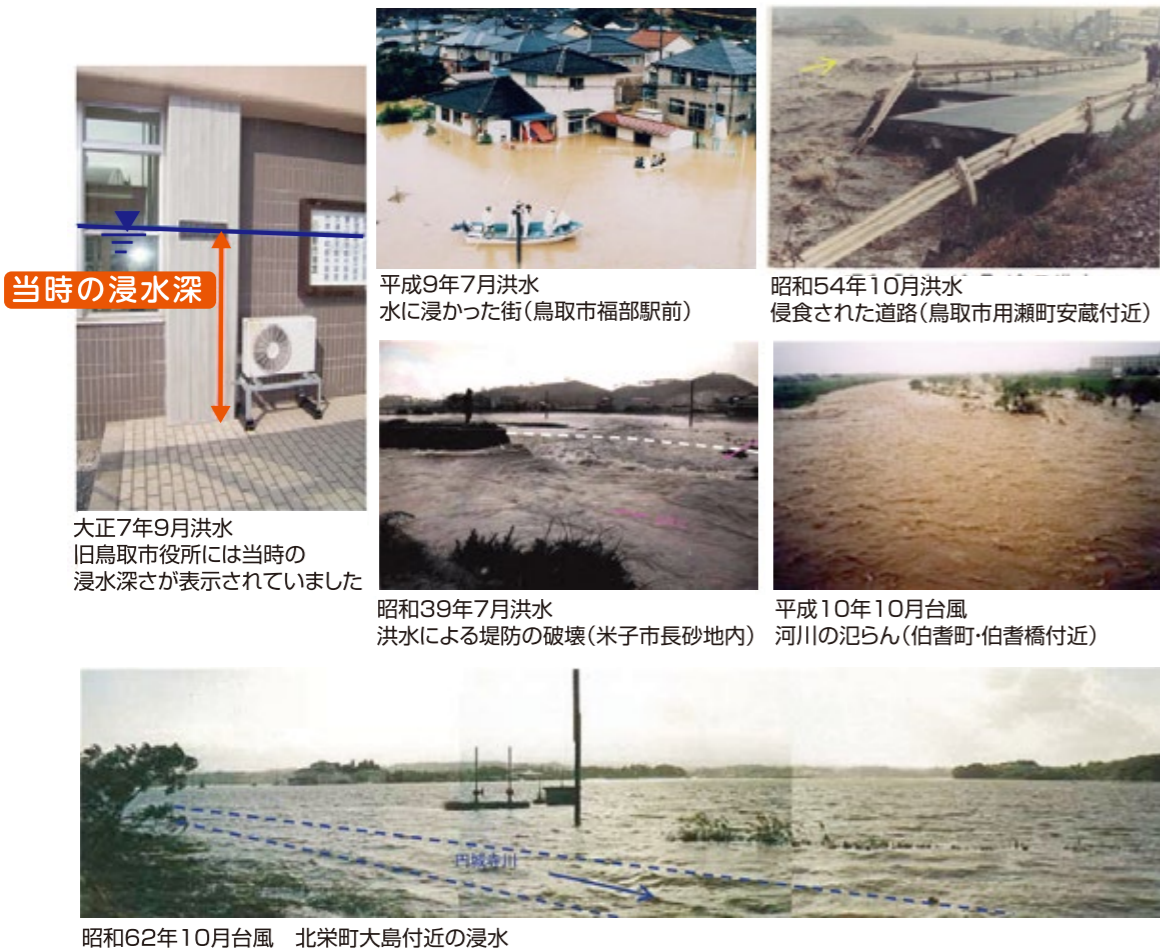 当時の浸水深
大正7年9月洪水
旧鳥取市役所には当時の
浸水深さが表示されていました
平成9年7月洪水
水に浸かった街(鳥取市福部駅前)
昭和54年10月洪水
侵食された道路(鳥取市用瀬町安蔵付近)
昭和39年7月洪水
洪水による堤防の破壊(米子市長砂地内)
平成10年10月台風
河川の氾らん(伯耆町・伯耆橋付近)
円城寺川
昭和62年10月台風　北栄町大島付近の浸水